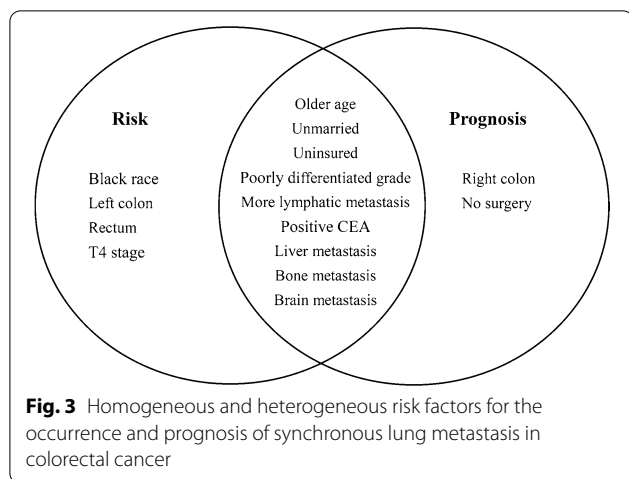 Risk
Black race
Left colon
Rectum
T4 stage
Older age
Unmarried
Uninsured
Poorly differentiated grade
More lymphatic metastasis
Positive CEA
Liver metastasis
Bone metastasis
Brain metastasis
Prognosis
Right colon
No surgery
Fig. 3 Homogeneous and heterogeneous risk factors for the
occurrence and prognosis of synchronous lung metastasis in
colorectal cancer